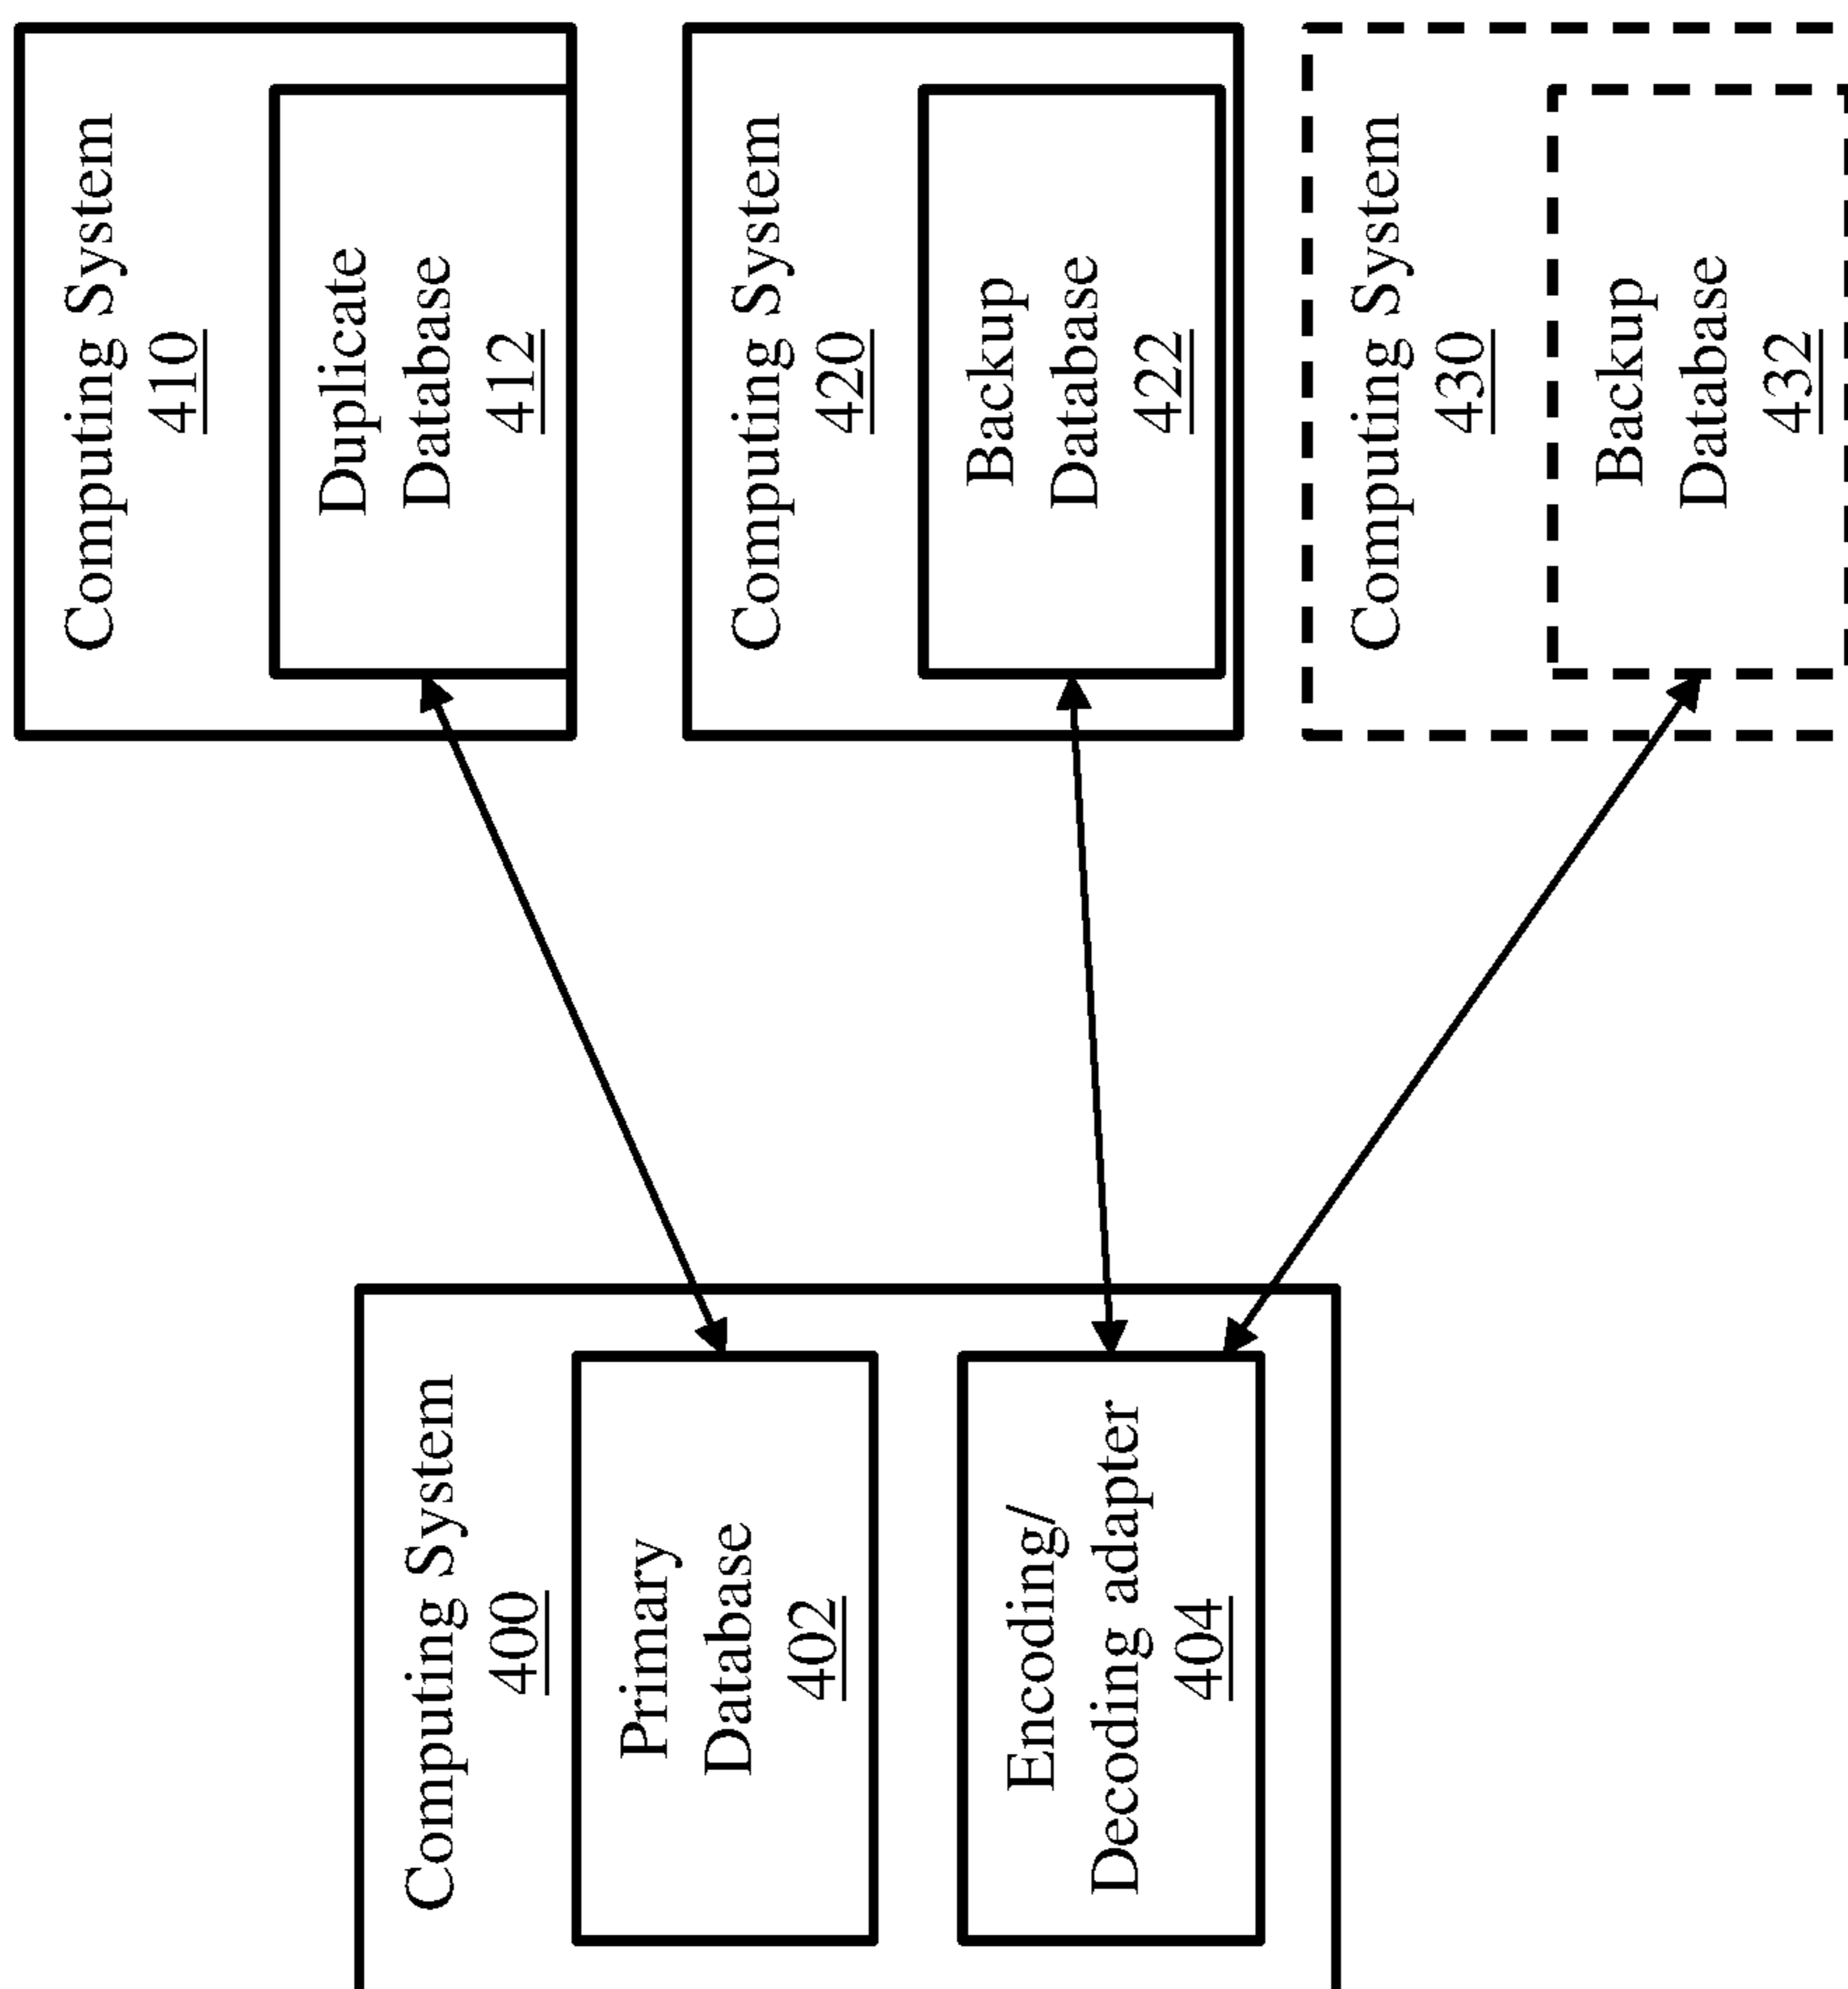 Computing System
400
Primary
Database
402
Encoding/
Decoding adapter
404
Computing System
410
Duplicate
Database
412
Computing System
420
Backup
Database
422
Computing System
430
Backup
Database
432